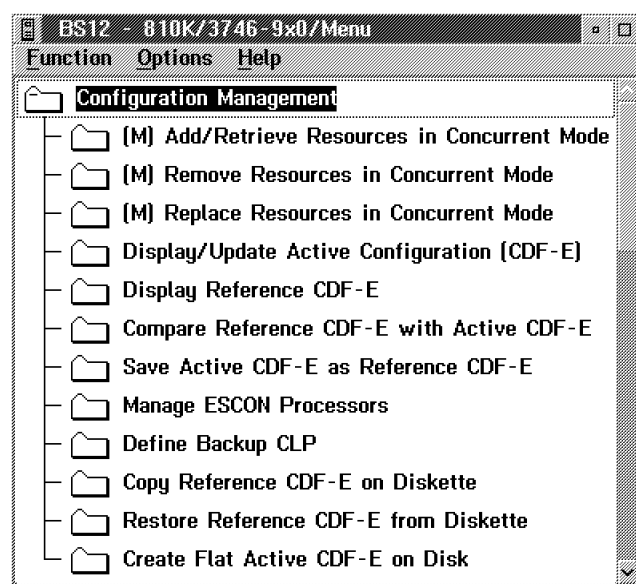 BS12 - 810K/3746-9x0/Menu
Function Options Help
Configuration Management
(M) Add/Retrieve Resources in Concurrent Mode
(M) Remove Resources in Concurrent Mode
(M) Replace Resources in Concurrent Mode
Display/Update Active Configuration (CDF-E)
Display Reference CDF-E
Compare Reference CDF-E with Active CDF-E
Save Active CDF-E as Reference CDF-E
Manage ESCON Processors
Define Backup CLP
Copy Reference CDF-E on Diskette
Restore Reference CDF-E from Diskette
Create Flat Active CDF-E on Disk